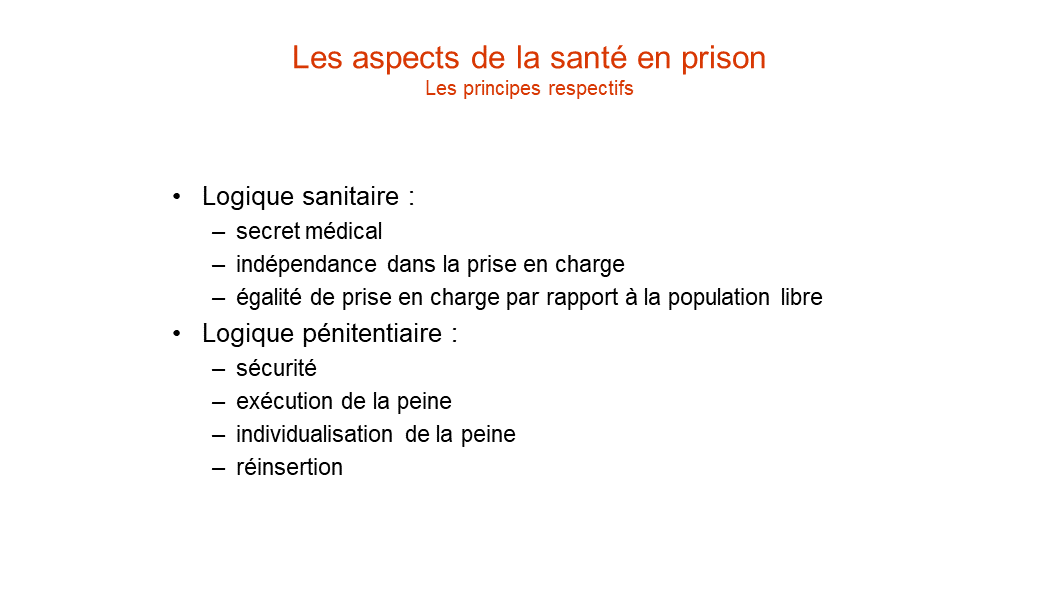 Les aspects de la santé en prison
Les principes respectifs
• Logique sanitaire :
– secret médical
– indépendance dans la prise en charge
– égalité de prise en charge par rapport à la population libre
• Logique pénitentiaire :
– sécurité
– exécution de la peine
– individualisation de la peine
– réinsertion